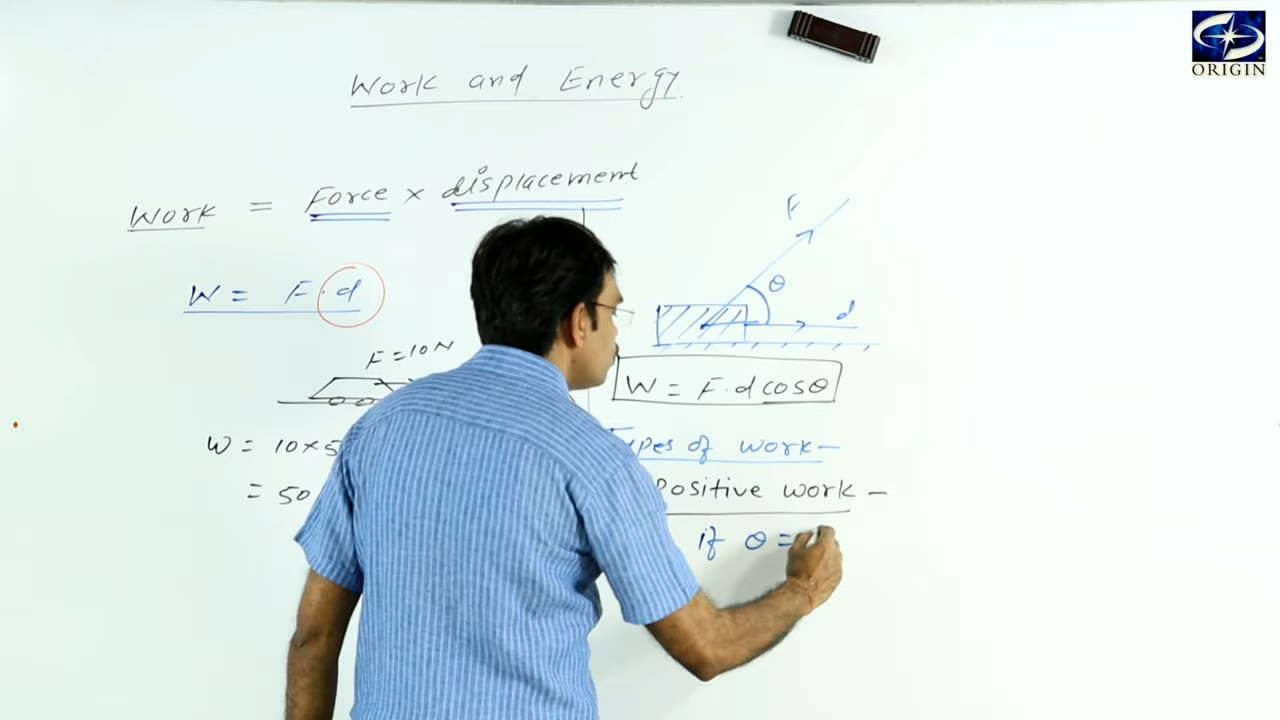 ORIGIN
Work and Energy
Work = Force × displacement
W = F·d
F = 10N
W = 10×5
= 50
F
θ
d
W = F·d cosθ
Types of work –
Positive work –
if θ =